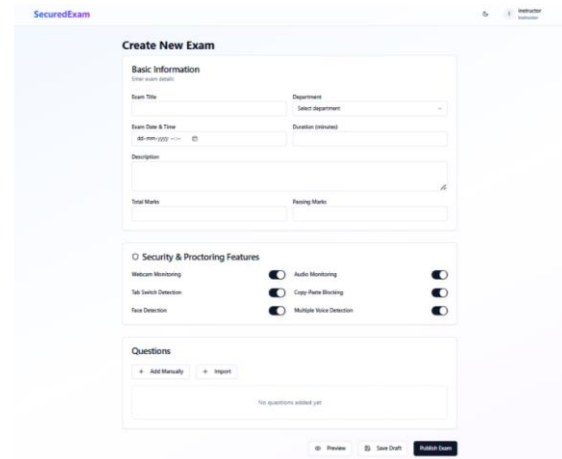 SecuredExam
I Instructor
Instructor
Create New Exam
Basic Information
Enter exam details
Exam Title Department
Select department
Exam Date & Time Duration (minutes)
dd-mm-yyyy --:--
Description
Total Marks Passing Marks
Security & Proctoring Features
Webcam Monitoring Audio Monitoring
Tab Switch Detection Copy-Paste Blocking
Face Detection Multiple Voice Detection
Questions
+ Add Manually + Import
No questions added yet
Preview Save Draft Publish Exam